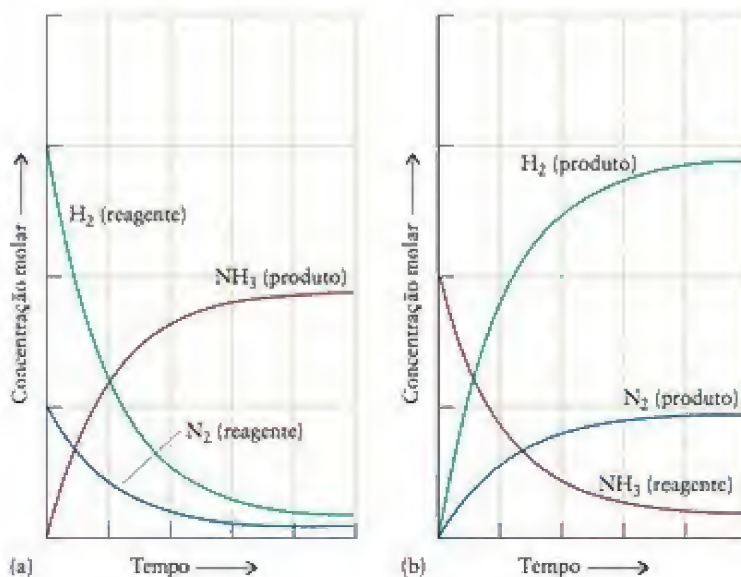 Concentração molar
H₂ (reagente)
NH₃ (produto)
N₂ (reagente)
(a)
Tempo
Concentração molar
H₂ (produto)
N₂ (produto)
NH₃ (reagente)
(b)
Tempo